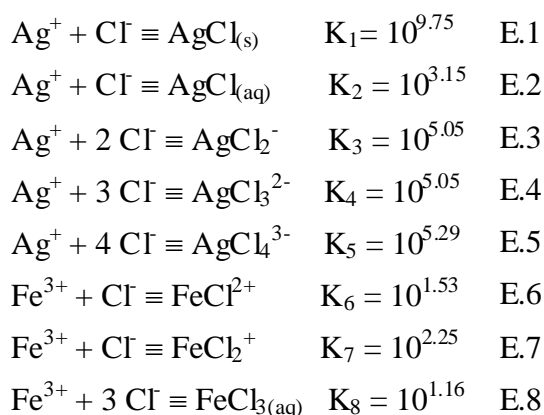 Ag⁺ + Cl⁻ ≡ AgCl₍ₛ₎ K₁= 10^9.75 E.1
Ag⁺ + Cl⁻ ≡ AgCl₍aq₎ K₂ = 10^3.15 E.2
Ag⁺ + 2 Cl⁻ ≡ AgCl₂⁻ K₃ = 10^5.05 E.3
Ag⁺ + 3 Cl⁻ ≡ AgCl₃²⁻ K₄ = 10^5.05 E.4
Ag⁺ + 4 Cl⁻ ≡ AgCl₄³⁻ K₅ = 10^5.29 E.5
Fe³⁺ + Cl⁻ ≡ FeCl²⁺ K₆ = 10^1.53 E.6
Fe³⁺ + Cl⁻ ≡ FeCl₂⁺ K₇ = 10^2.25 E.7
Fe³⁺ + 3 Cl⁻ ≡ FeCl₃₍aq₎ K₈ = 10^1.16 E.8